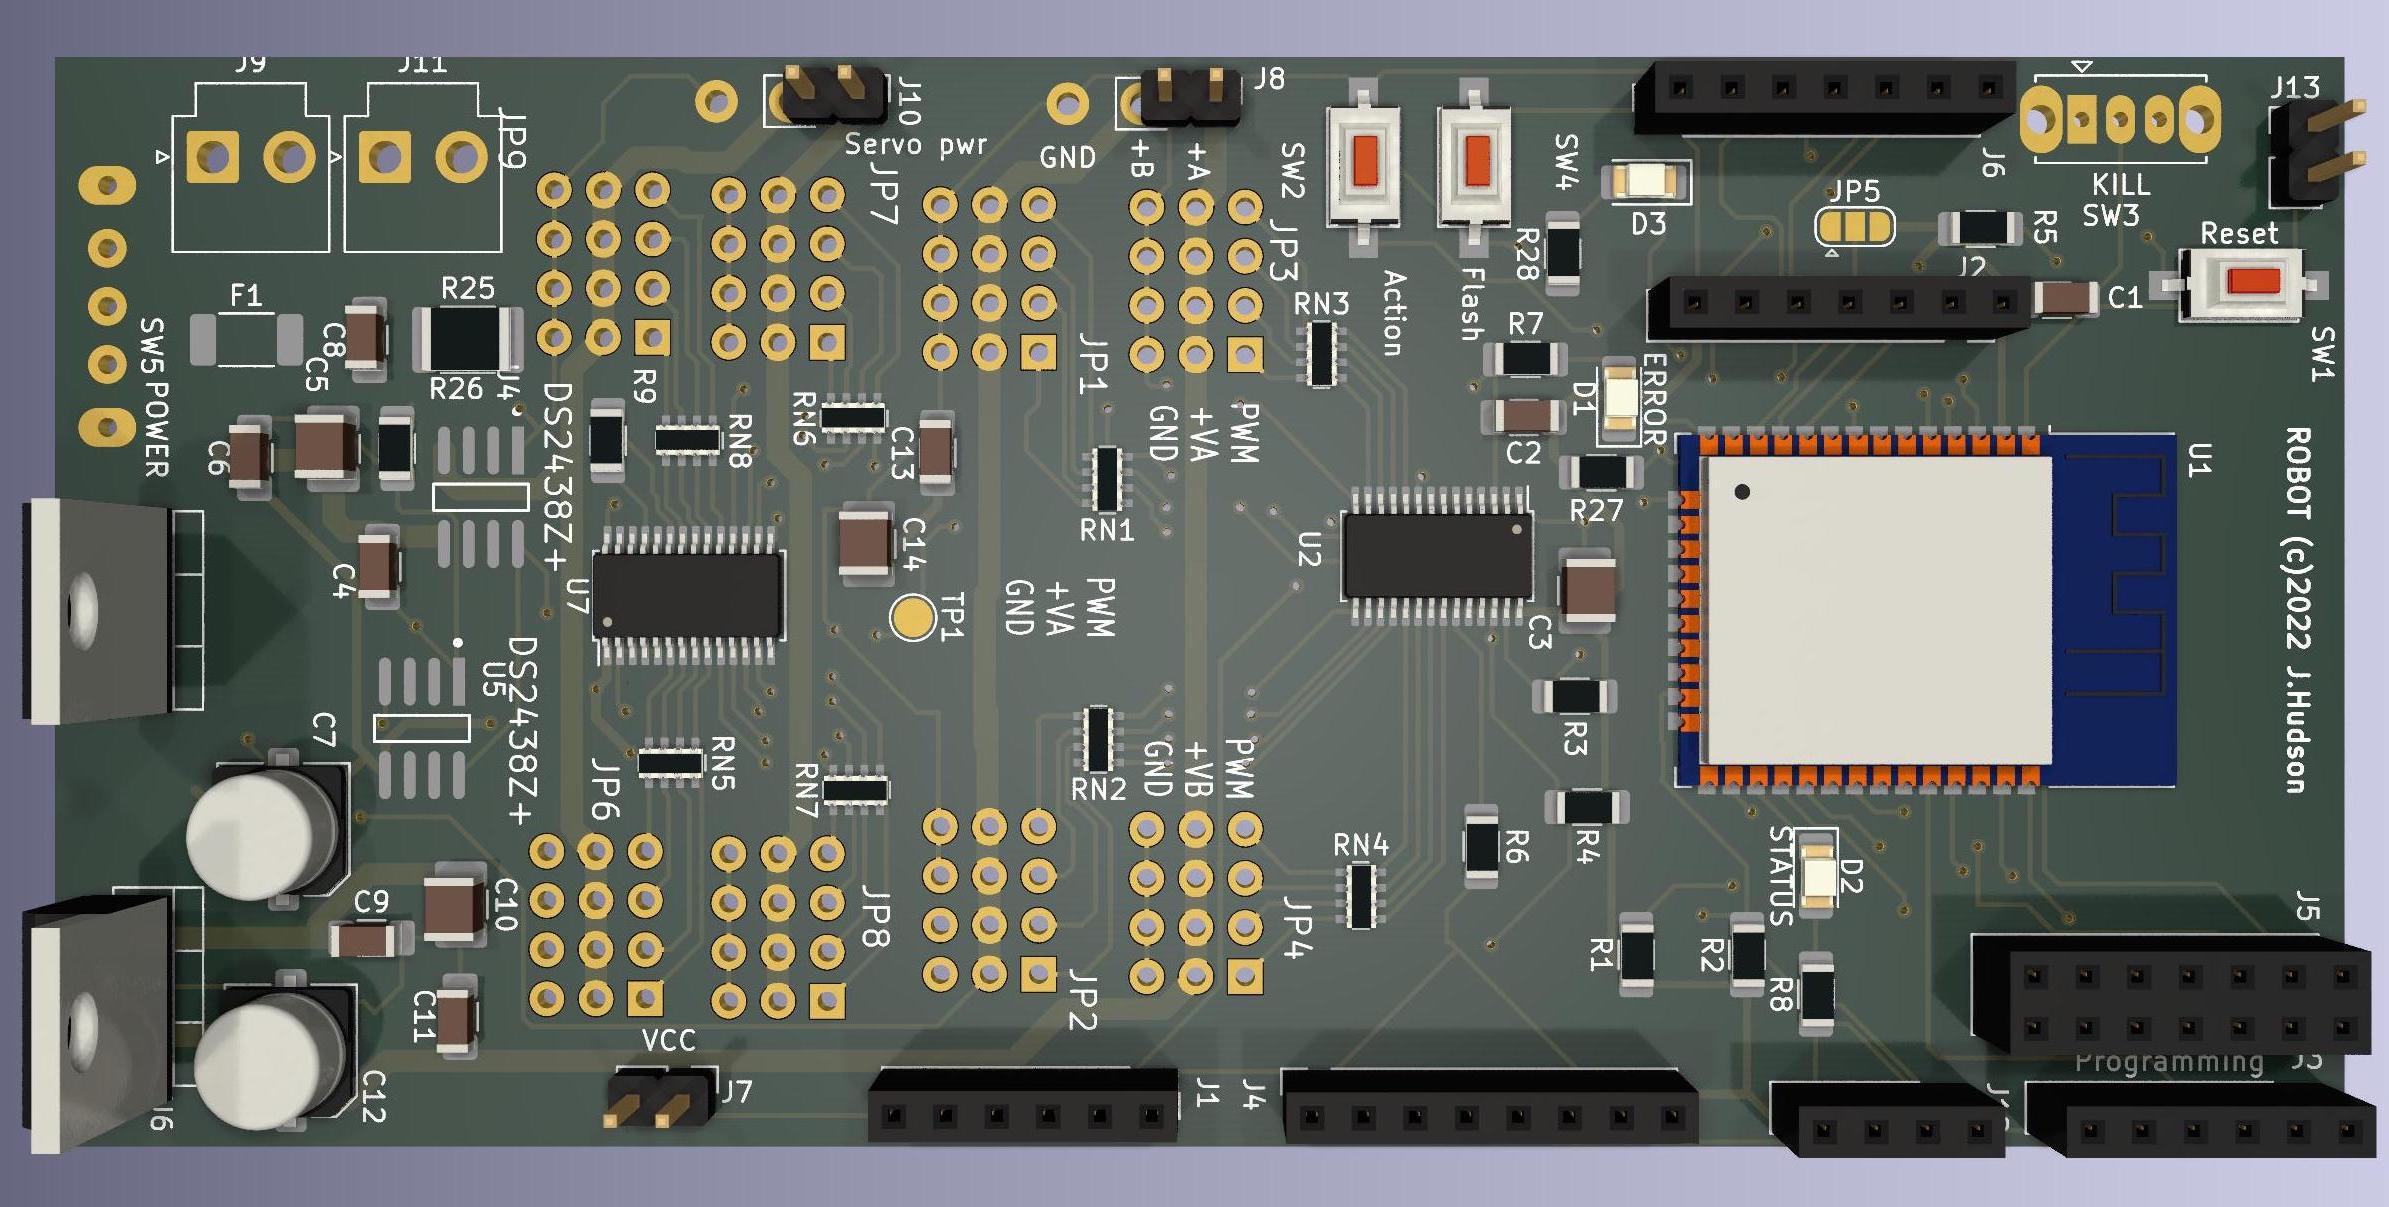 J9
J11
JP9
J10
Servo pwr
JP7
GND
+B
+A
J8
SW2
JP3
SW4
D3
J6
KILL
SW3
J13
JP5
R5
Reset
J2
C1
SW1
F1
C8
R25
R26
C5
SW5
POWER
C6
R28
Action
Flash
RN3
R7
C2
D1
ERROR
R27
JP1
R9
RN8
RN6
C13
DS2438Z+
GND
+VA
PWM
RN1
U1
ROBOT (c)2022 J.Hudson
C4
U7
C14
TP1
GND
+VA
PWM
U2
C3
U5
DS2438Z+
C7
R3
JP6
RN5
RN7
RN2
GND
+VB
PWM
R4
R6
RN4
STATUS
D2
C9
C10
C11
C12
JP8
JP2
JP4
R1
R2
R8
J5
VCC
J7
J1
J4
Programming
J3